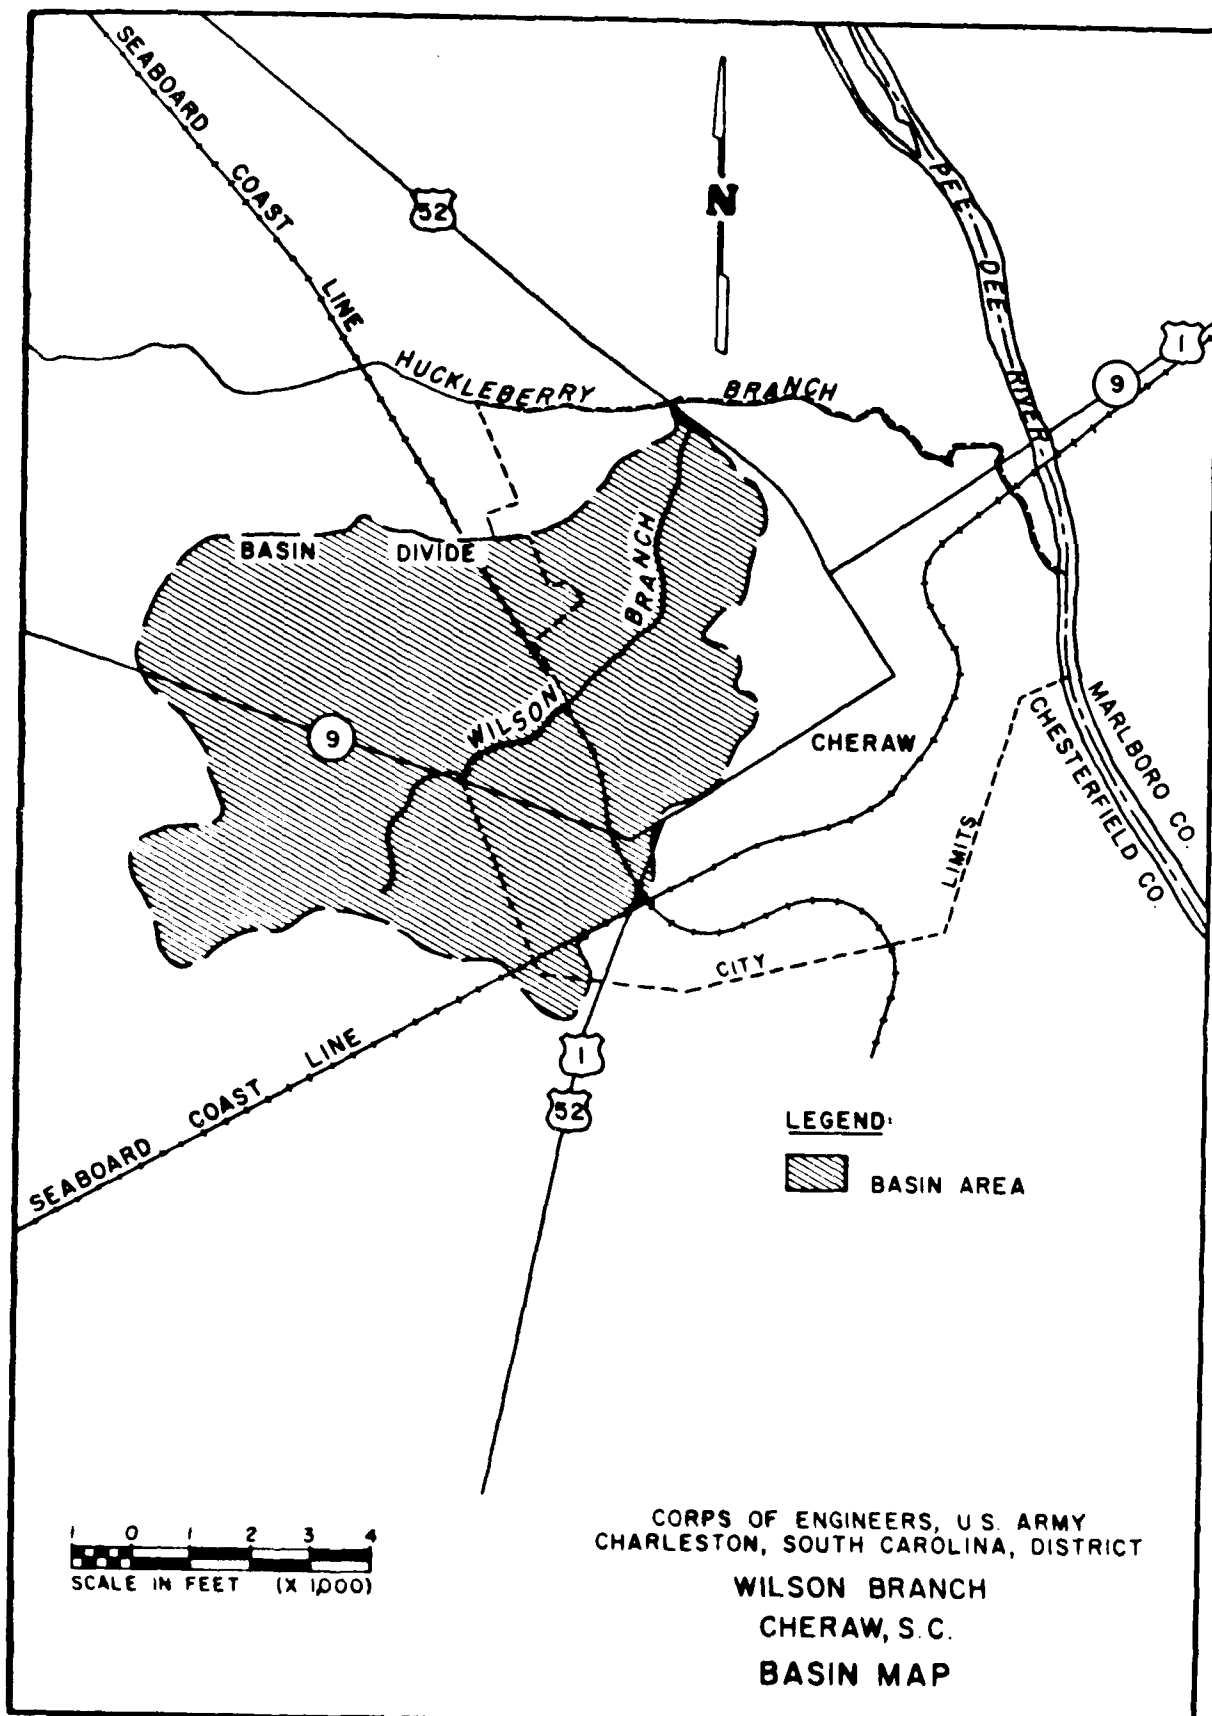 SEABOARD COAST LINE
52
N
PEE DEE RIVER
1
9
HUCKLEBERRY BRANCH
BASIN DIVIDE
WILSON BRANCH
9
CHERAW
MARLBORO CO.
CHESTERFIELD CO.
CITY LIMITS
SEABOARD COAST LINE
1
52
LEGEND:
BASIN AREA
1 0 1 2 3 4
SCALE IN FEET (X 1,000)
CORPS OF ENGINEERS, U.S. ARMY
CHARLESTON, SOUTH CAROLINA, DISTRICT
WILSON BRANCH
CHERAW, S.C.
BASIN MAP